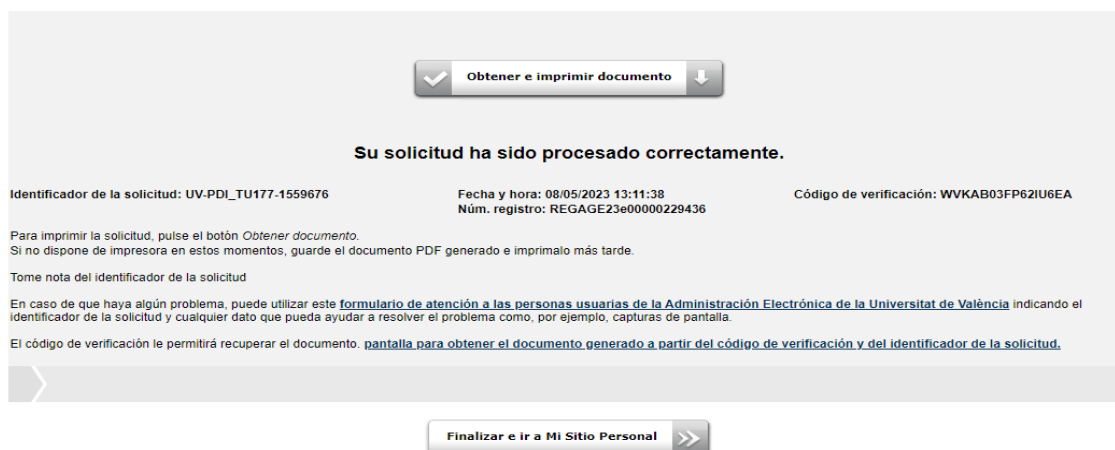 Obtener e imprimir documento
Su solicitud ha sido procesado correctamente.
Identificador de la solicitud: UV-PDI_TU177-1559676
Fecha y hora: 08/05/2023 13:11:38
Núm. registro: REGAGE23e00000229436
Código de verificación: WVKAB03FP62IU6EA
Para imprimir la solicitud, pulse el botón Obtener documento.
Si no dispone de impresora en estos momentos, guarde el documento PDF generado e imprimalo más tarde.
Tome nota del identificador de la solicitud
En caso de que haya algún problema, puede utilizar este formulario de atención a las personas usuarias de la Administración Electrónica de la Universitat de València indicando el
identificador de la solicitud y cualquier dato que pueda ayudar a resolver el problema como, por ejemplo, capturas de pantalla.
El código de verificación le permitirá recuperar el documento. pantalla para obtener el documento generado a partir del código de verificación y del identificador de la solicitud.
Finalizar e ir a Mi Sitio Personal